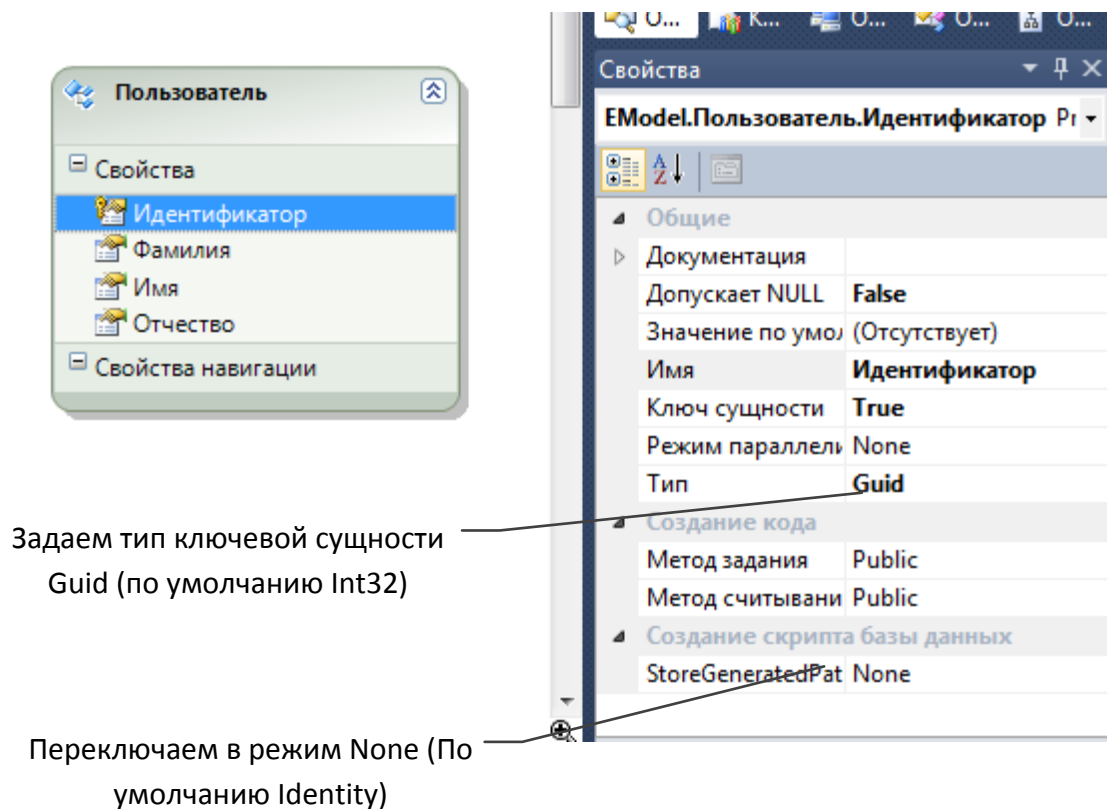 О... К... О... О... О...
Свойства
EModel.Пользователь.Идентификатор Pr
Общие
Документация
Допускает NULL False
Значение по умол (Отсутствует)
Имя Идентификатор
Ключ сущности True
Режим параллели None
Тип Guid
Создание кода
Метод задания Public
Метод считывани Public
Создание скрипта базы данных
StoreGeneratedPat None
Пользователь
Свойства
Идентификатор
Фамилия
Имя
Отчество
Свойства навигации
Задаем тип ключевой сущности
Guid (по умолчанию Int32)
Переключаем в режим None (По
умолчанию Identity)